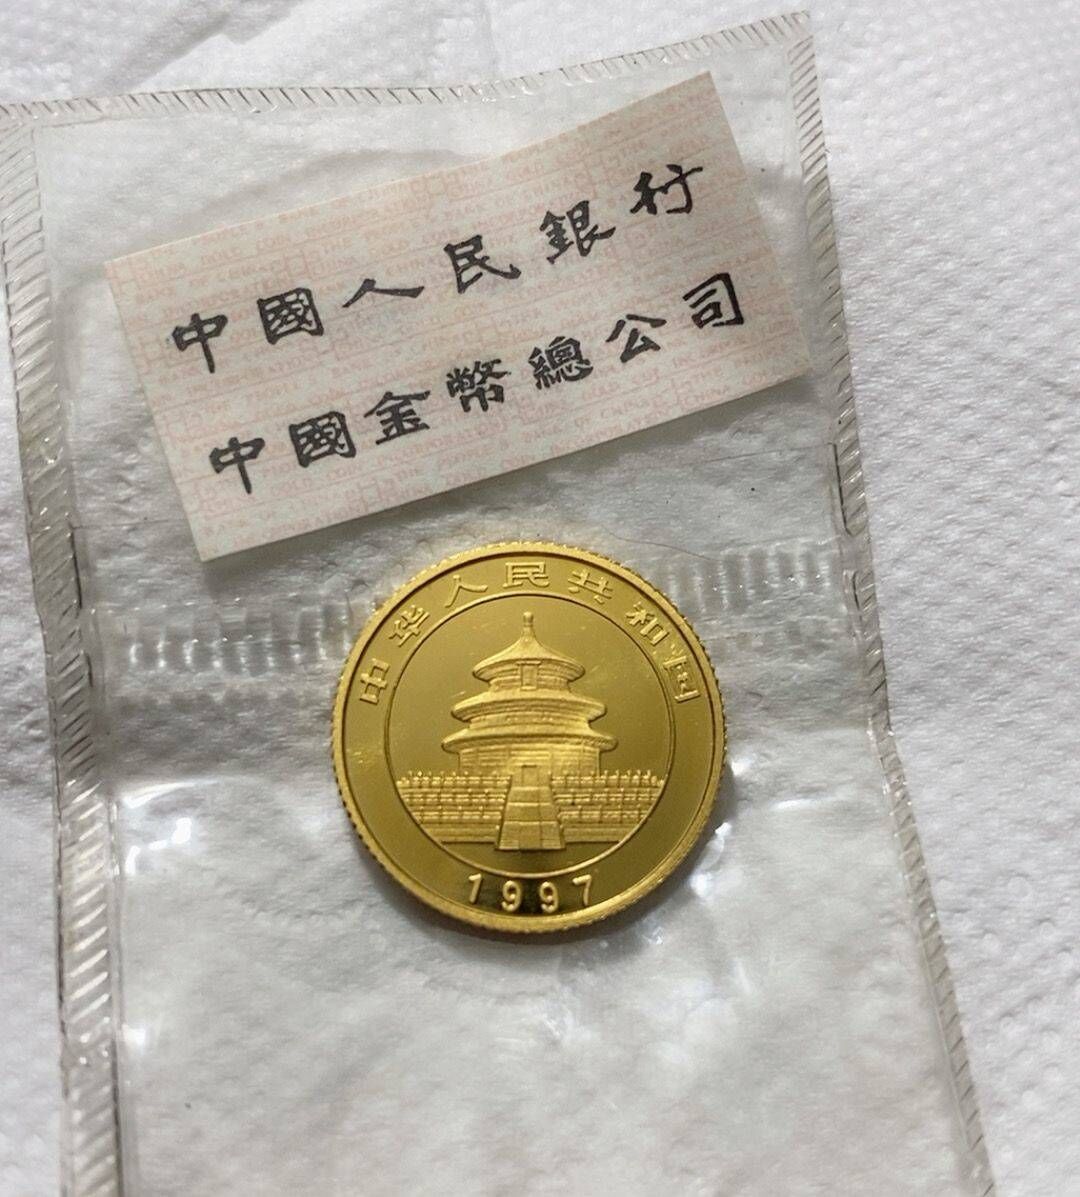 中國人民銀行
中國金幣總公司
中华人民共和国
1997